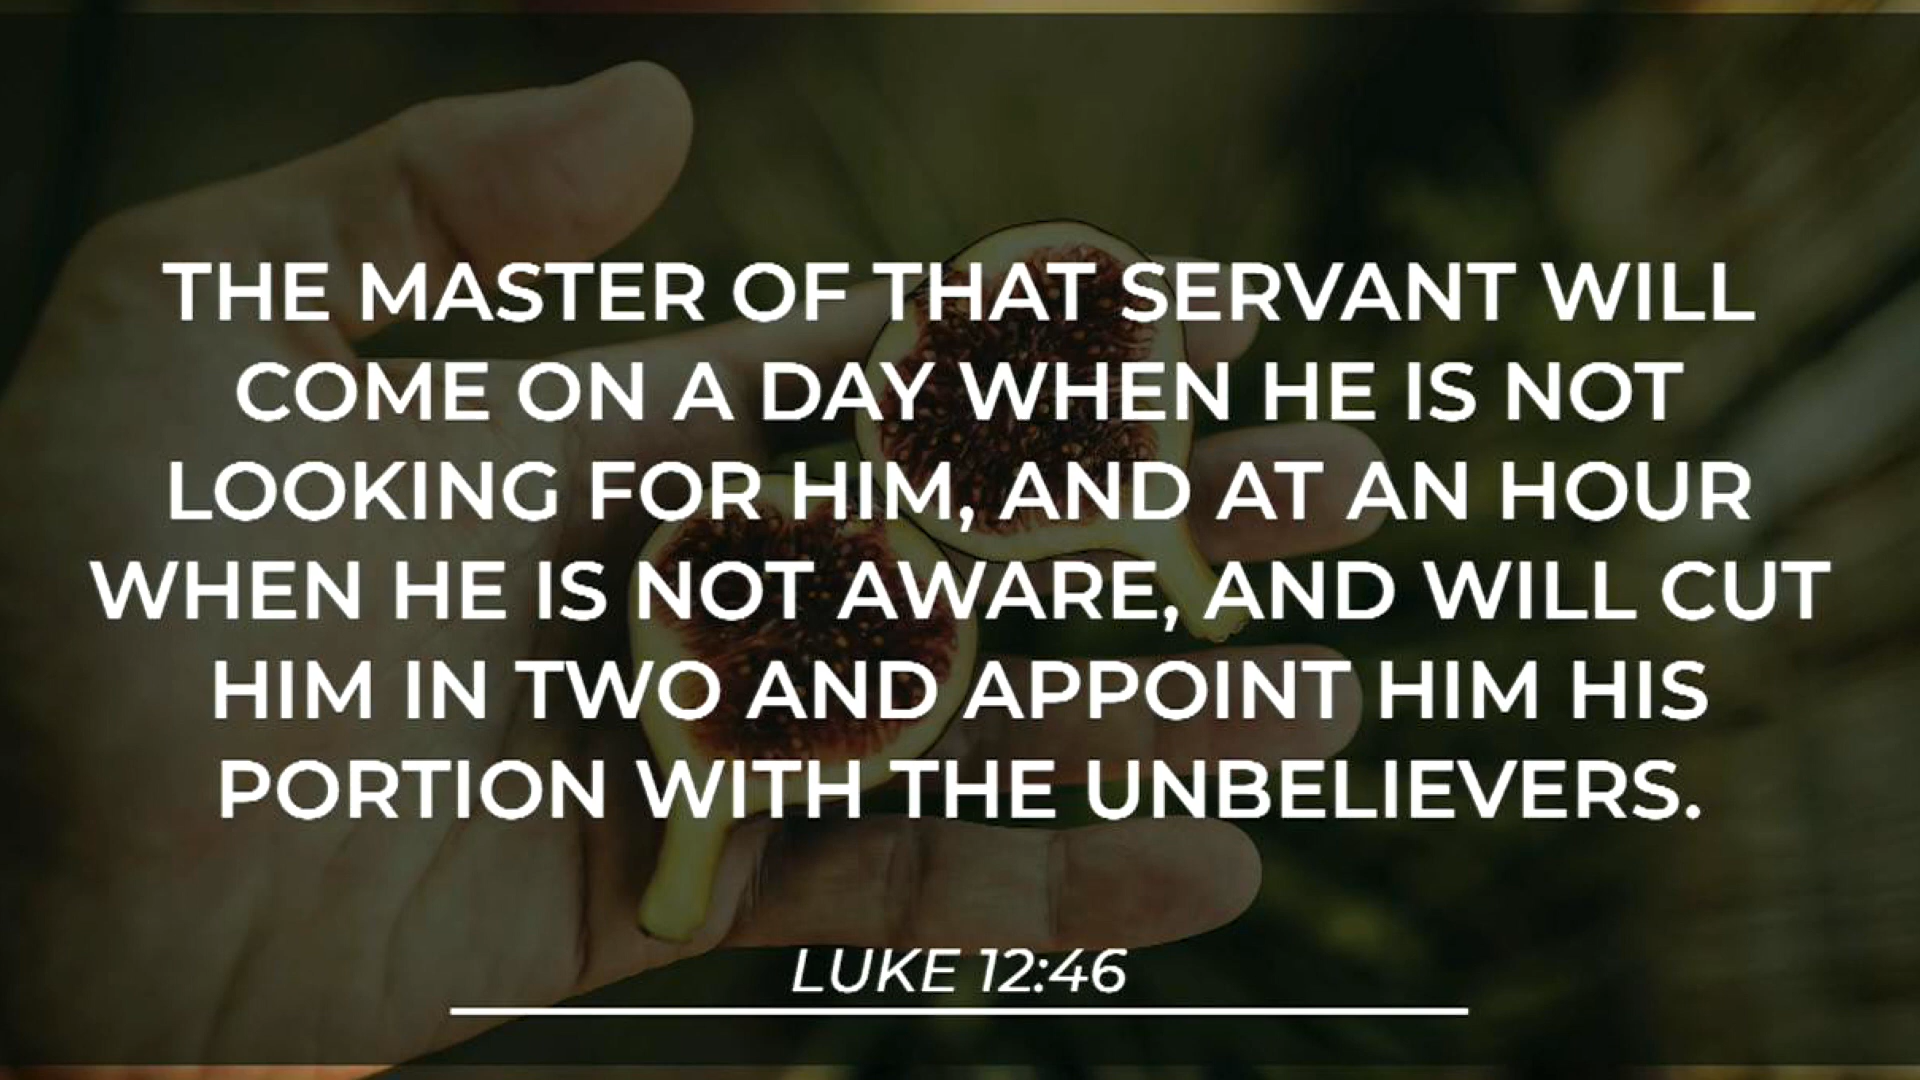 THE MASTER OF THAT SERVANT WILL
COME ON A DAY WHEN HE IS NOT
LOOKING FOR HIM, AND AT AN HOUR
WHEN HE IS NOT AWARE, AND WILL CUT
HIM IN TWO AND APPOINT HIM HIS
PORTION WITH THE UNBELIEVERS.
LUKE 12:46